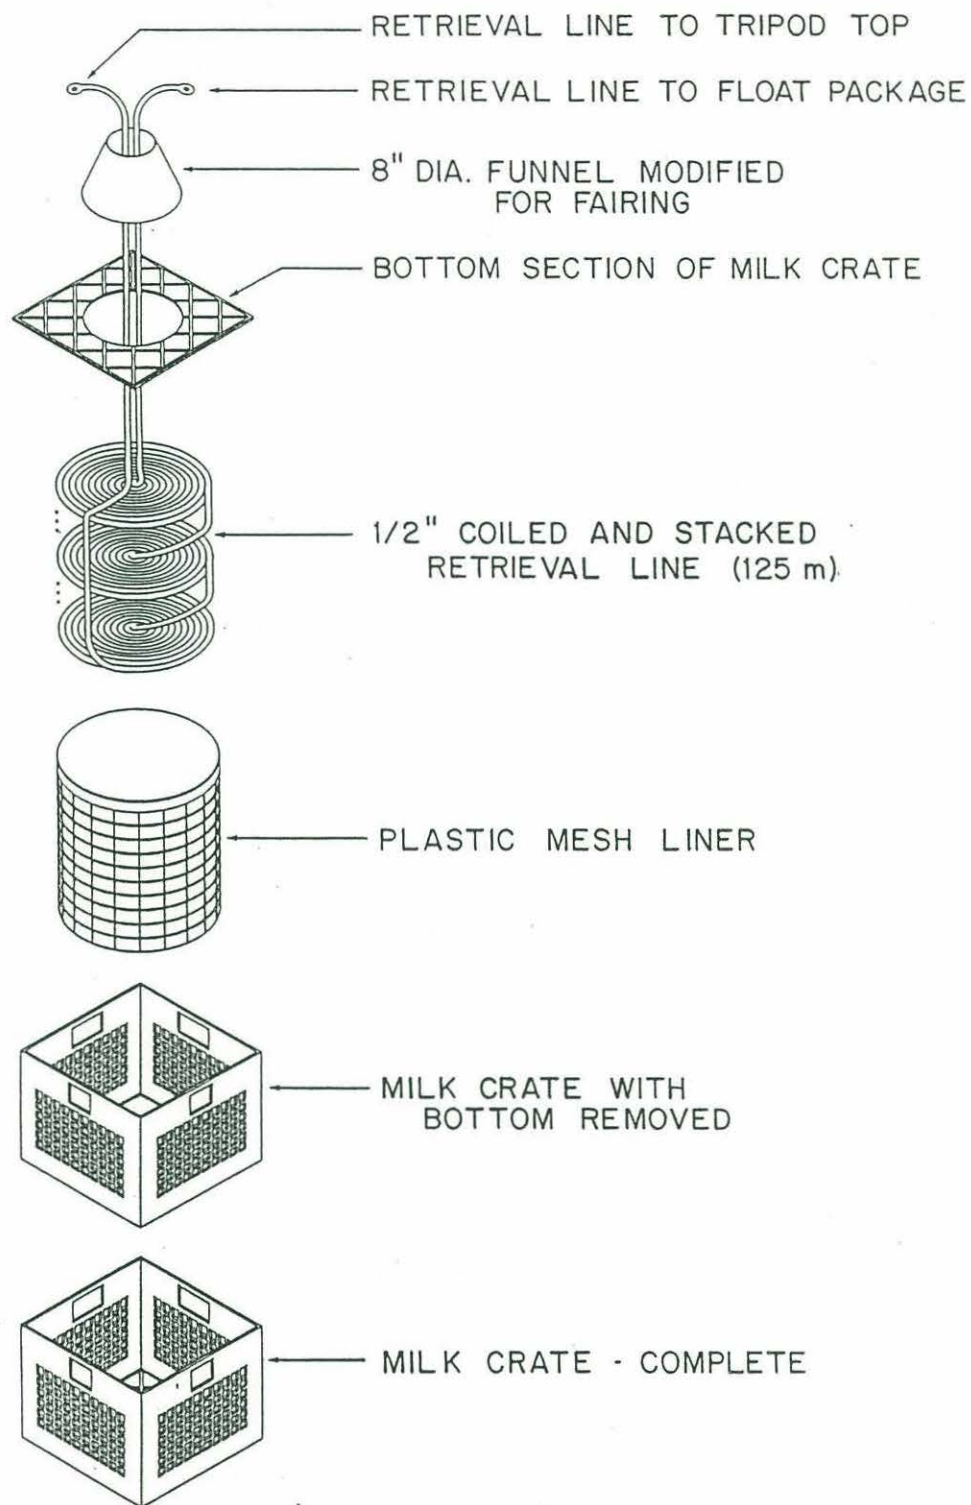 RETRIEVAL LINE TO TRIPOD TOP
RETRIEVAL LINE TO FLOAT PACKAGE
8" DIA. FUNNEL MODIFIED
FOR FAIRING
BOTTOM SECTION OF MILK CRATE
1/2" COILED AND STACKED
RETRIEVAL LINE (125 m)
PLASTIC MESH LINER
MILK CRATE WITH
BOTTOM REMOVED
MILK CRATE - COMPLETE